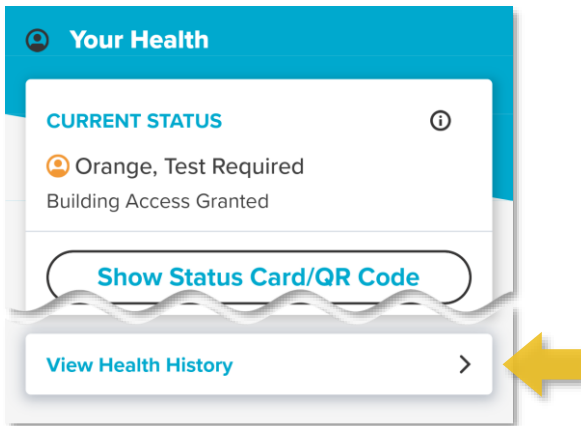 Your Health
CURRENT STATUS
Orange, Test Required
Building Access Granted
Show Status Card/QR Code
View Health History